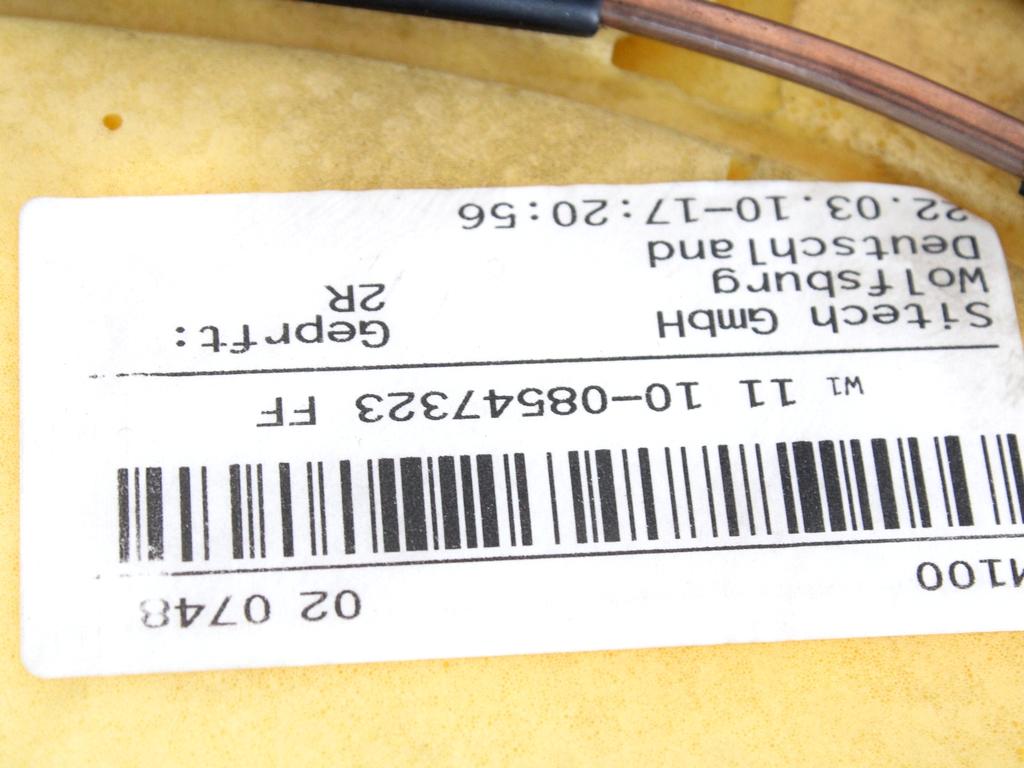 M100 02 0748
W1 11 10-08547323 FF
Sitech GmbH Geprft:
Wolfsburg 2R
Deutschland
22.03.10-17:20:56